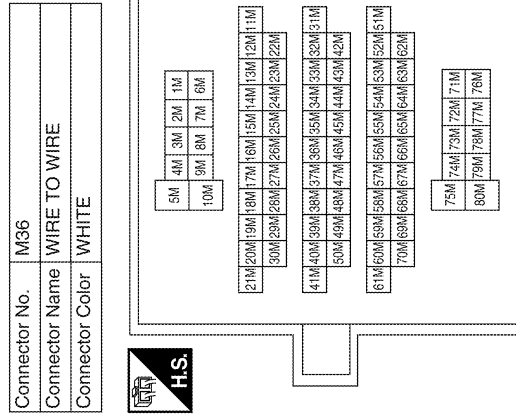 Connector No. M36
Connector Name WIRE TO WIRE
Connector Color WHITE
H.S.
5M 4M 3M 2M 1M
10M 9M 8M 7M 6M
21M 20M 19M 18M 17M 16M 15M 14M 13M 12M 11M
30M 29M 28M 27M 26M 25M 24M 23M 22M
41M 40M 39M 38M 37M 36M 35M 34M 33M 32M 31M
50M 49M 48M 47M 46M 45M 44M 43M 42M
61M 60M 59M 58M 57M 56M 55M 54M 53M 52M 51M
70M 69M 68M 67M 66M 65M 64M 63M 62M
75M 74M 73M 72M 71M
80M 79M 78M 77M 76M